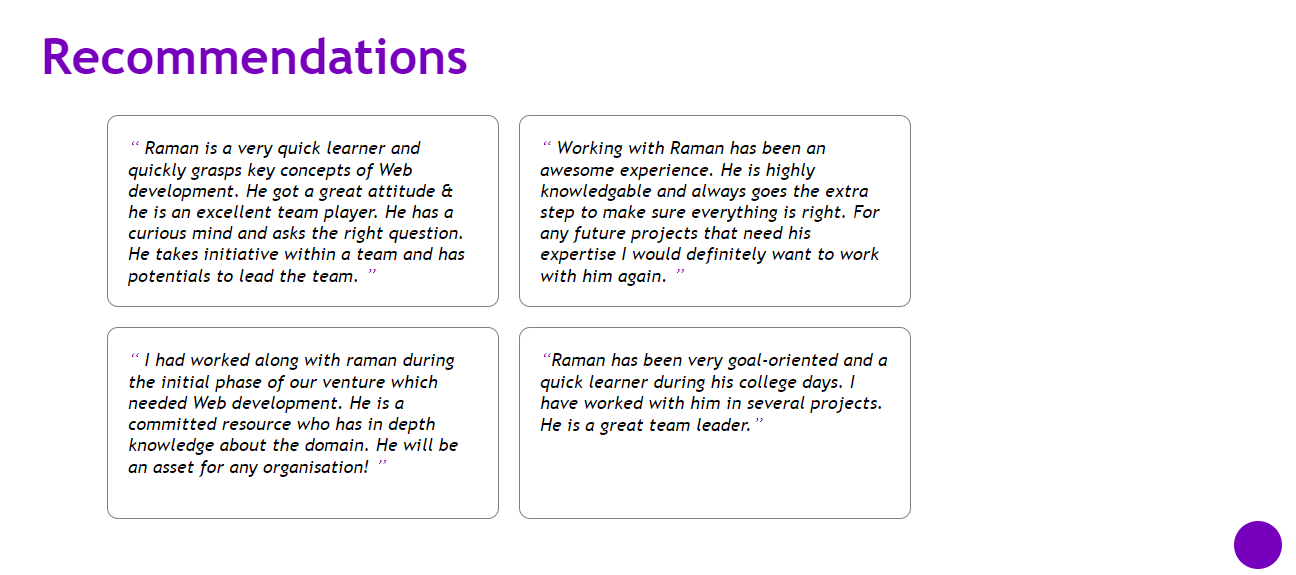 Recommendations
“ Raman is a very quick learner and
quickly grasps key concepts of Web
development. He got a great attitude &
he is an excellent team player. He has a
curious mind and asks the right question.
He takes initiative within a team and has
potentials to lead the team. ”
“ Working with Raman has been an
awesome experience. He is highly
knowledgable and always goes the extra
step to make sure everything is right. For
any future projects that need his
expertise I would definitely want to work
with him again. ”
“ I had worked along with raman during
the initial phase of our venture which
needed Web development. He is a
committed resource who has in depth
knowledge about the domain. He will be
an asset for any organisation! ”
“Raman has been very goal-oriented and a
quick learner during his college days. I
have worked with him in several projects.
He is a great team leader.”